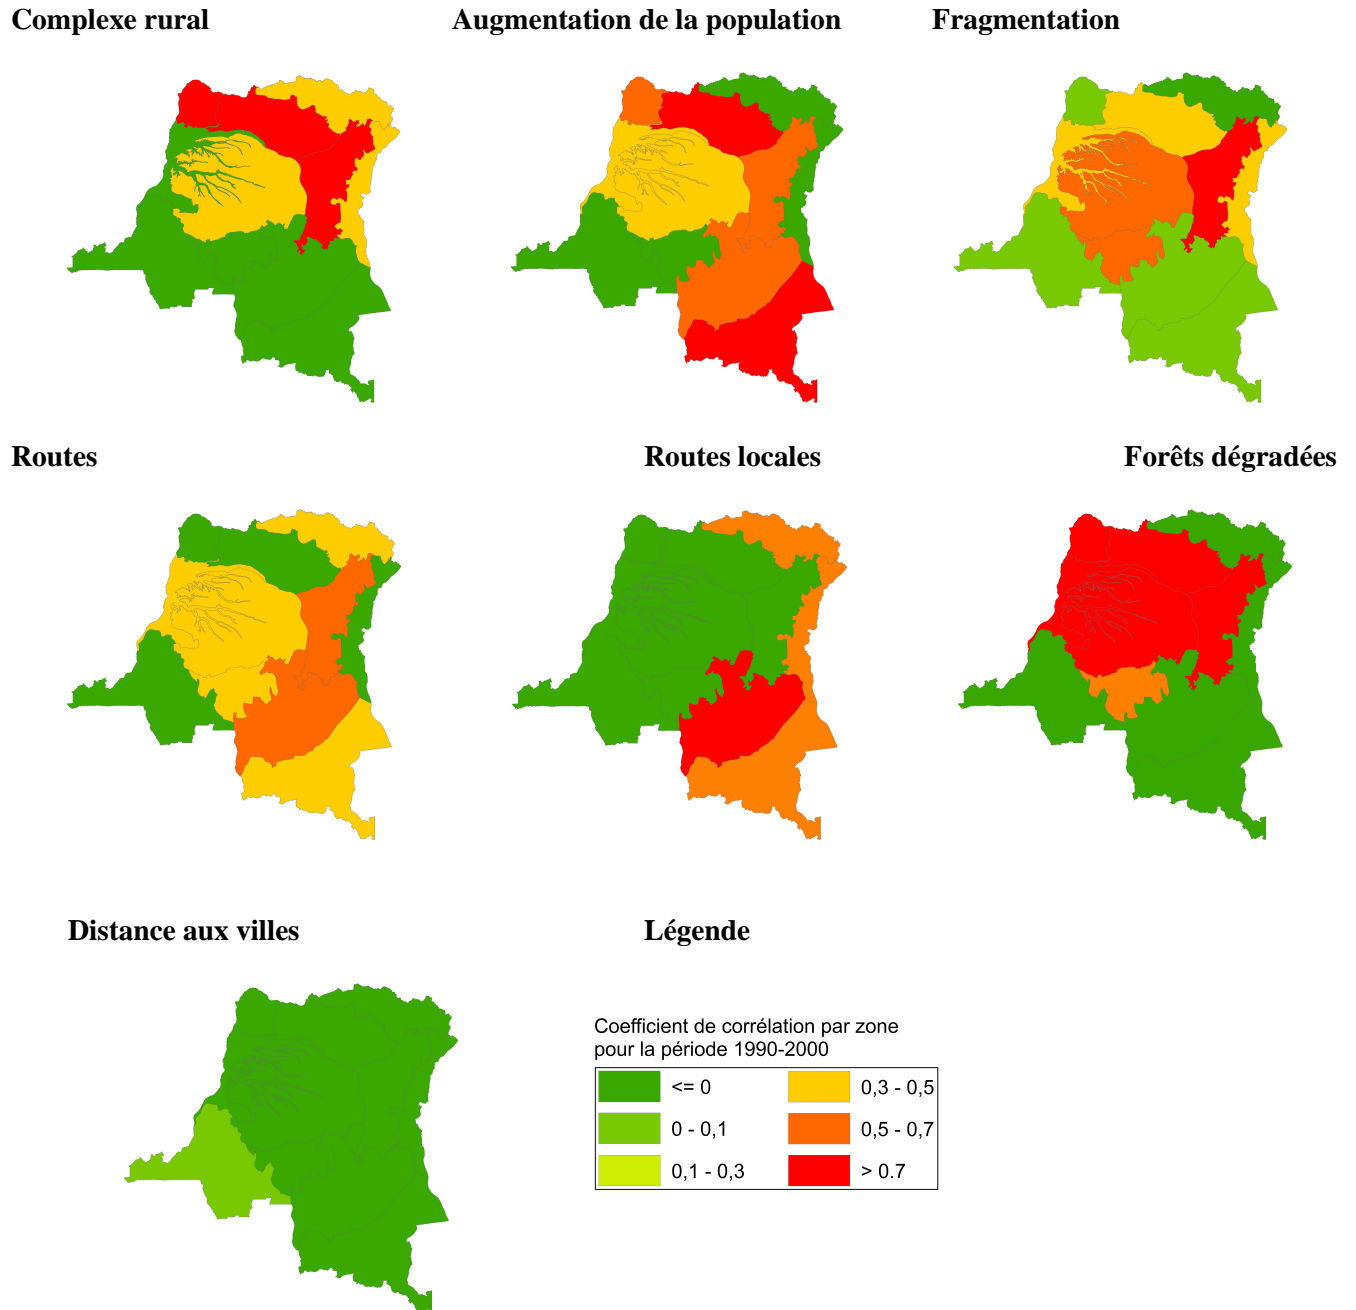 Complexe rural
Augmentation de la population
Fragmentation
Routes
Routes locales
Forêts dégradées
Distance aux villes
Légende
Coefficient de corrélation par zone
pour la période 1990-2000
<= 0
0,3 - 0,5
0 - 0,1
0,5 - 0,7
0,1 - 0,3
> 0.7